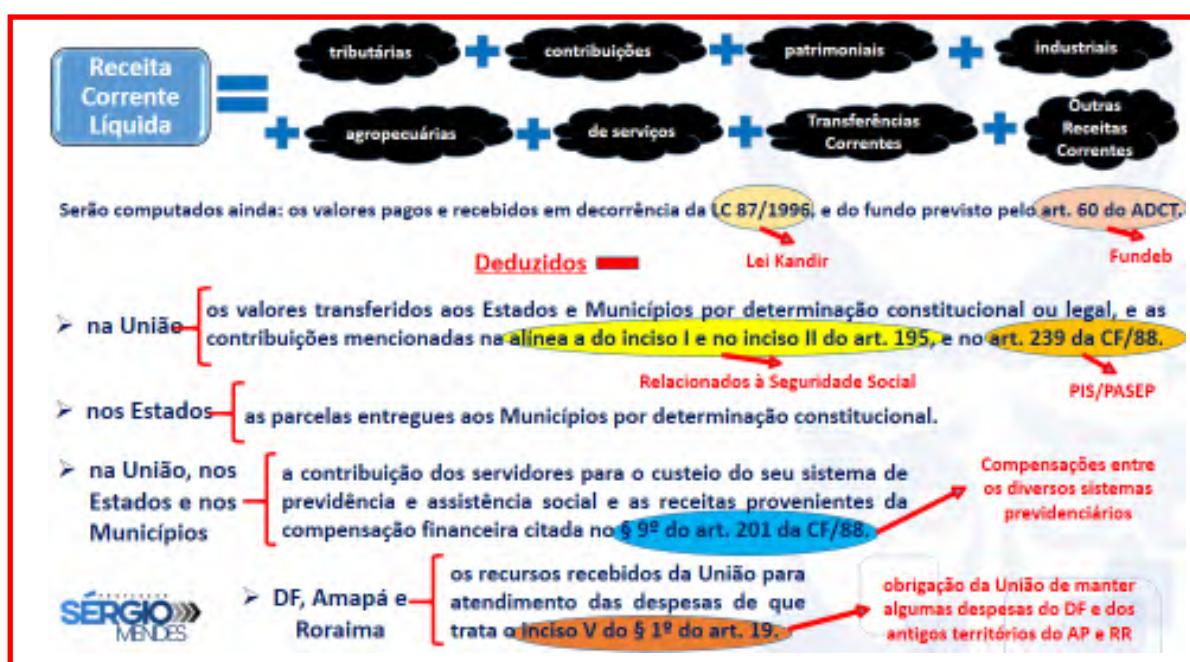 Receita
Corrente
Líquida
tributárias
contribuições
patrimoniais
industriais
agropecuárias
de serviços
Transferências
Correntes
Outras
Receitas
Correntes
Serão computados ainda: os valores pagos e recebidos em decorrência da LC 87/1996, e do fundo previsto pelo art. 60 do ADCT.
Lei Kandir
Fundeb
Deduzidos
na União
os valores transferidos aos Estados e Municípios por determinação constitucional ou legal, e as
contribuições mencionadas na alínea a do inciso I e no inciso II do art. 195, e no art. 239 da CF/88.
Relacionados à Seguridade Social
PIS/PASEP
nos Estados
as parcelas entregues aos Municípios por determinação constitucional.
na União, nos
Estados e nos
Municípios
a contribuição dos servidores para o custeio do seu sistema de
previdência e assistência social e as receitas provenientes da
compensação financeira citada no § 9º do art. 201 da CF/88.
Compensações entre
os diversos sistemas
previdenciários
DF, Amapá e
Roraima
os recursos recebidos da União para
atendimento das despesas de que
trata o inciso V do § 1º do art. 19.
obrigação da União de manter
algumas despesas do DF e dos
antigos territórios do AP e RR
SÉRGIO
MENDES